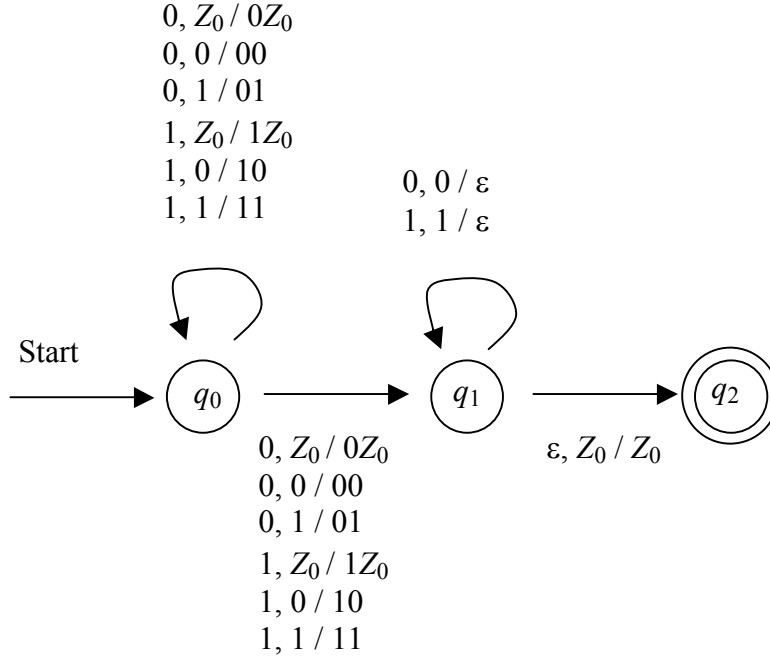 0, Z₀ / 0Z₀
0, 0 / 00
0, 1 / 01
1, Z₀ / 1Z₀
1, 0 / 10
1, 1 / 11
0, 0 / ε
1, 1 / ε
Start
q₀
q₁
q₂
0, Z₀ / 0Z₀
0, 0 / 00
0, 1 / 01
1, Z₀ / 1Z₀
1, 0 / 10
1, 1 / 11
ε, Z₀ / Z₀